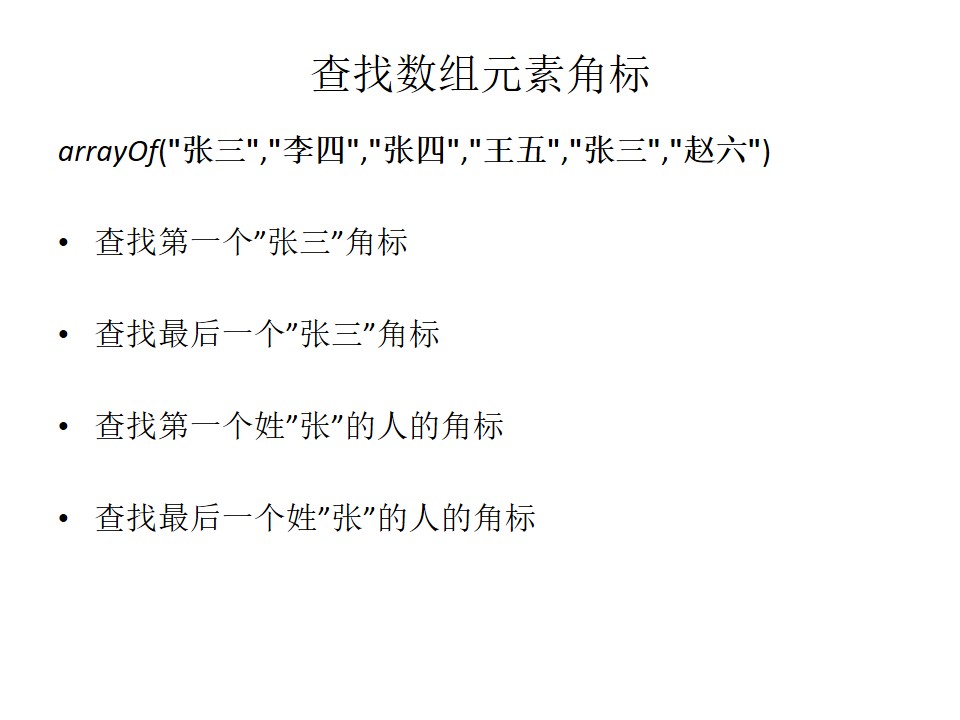 查找数组元素角标
arrayOf("张三","李四","张四","王五","张三","赵六")
• 查找第一个”张三”角标
• 查找最后一个”张三”角标
• 查找第一个姓”张”的人的角标
• 查找最后一个姓”张”的人的角标